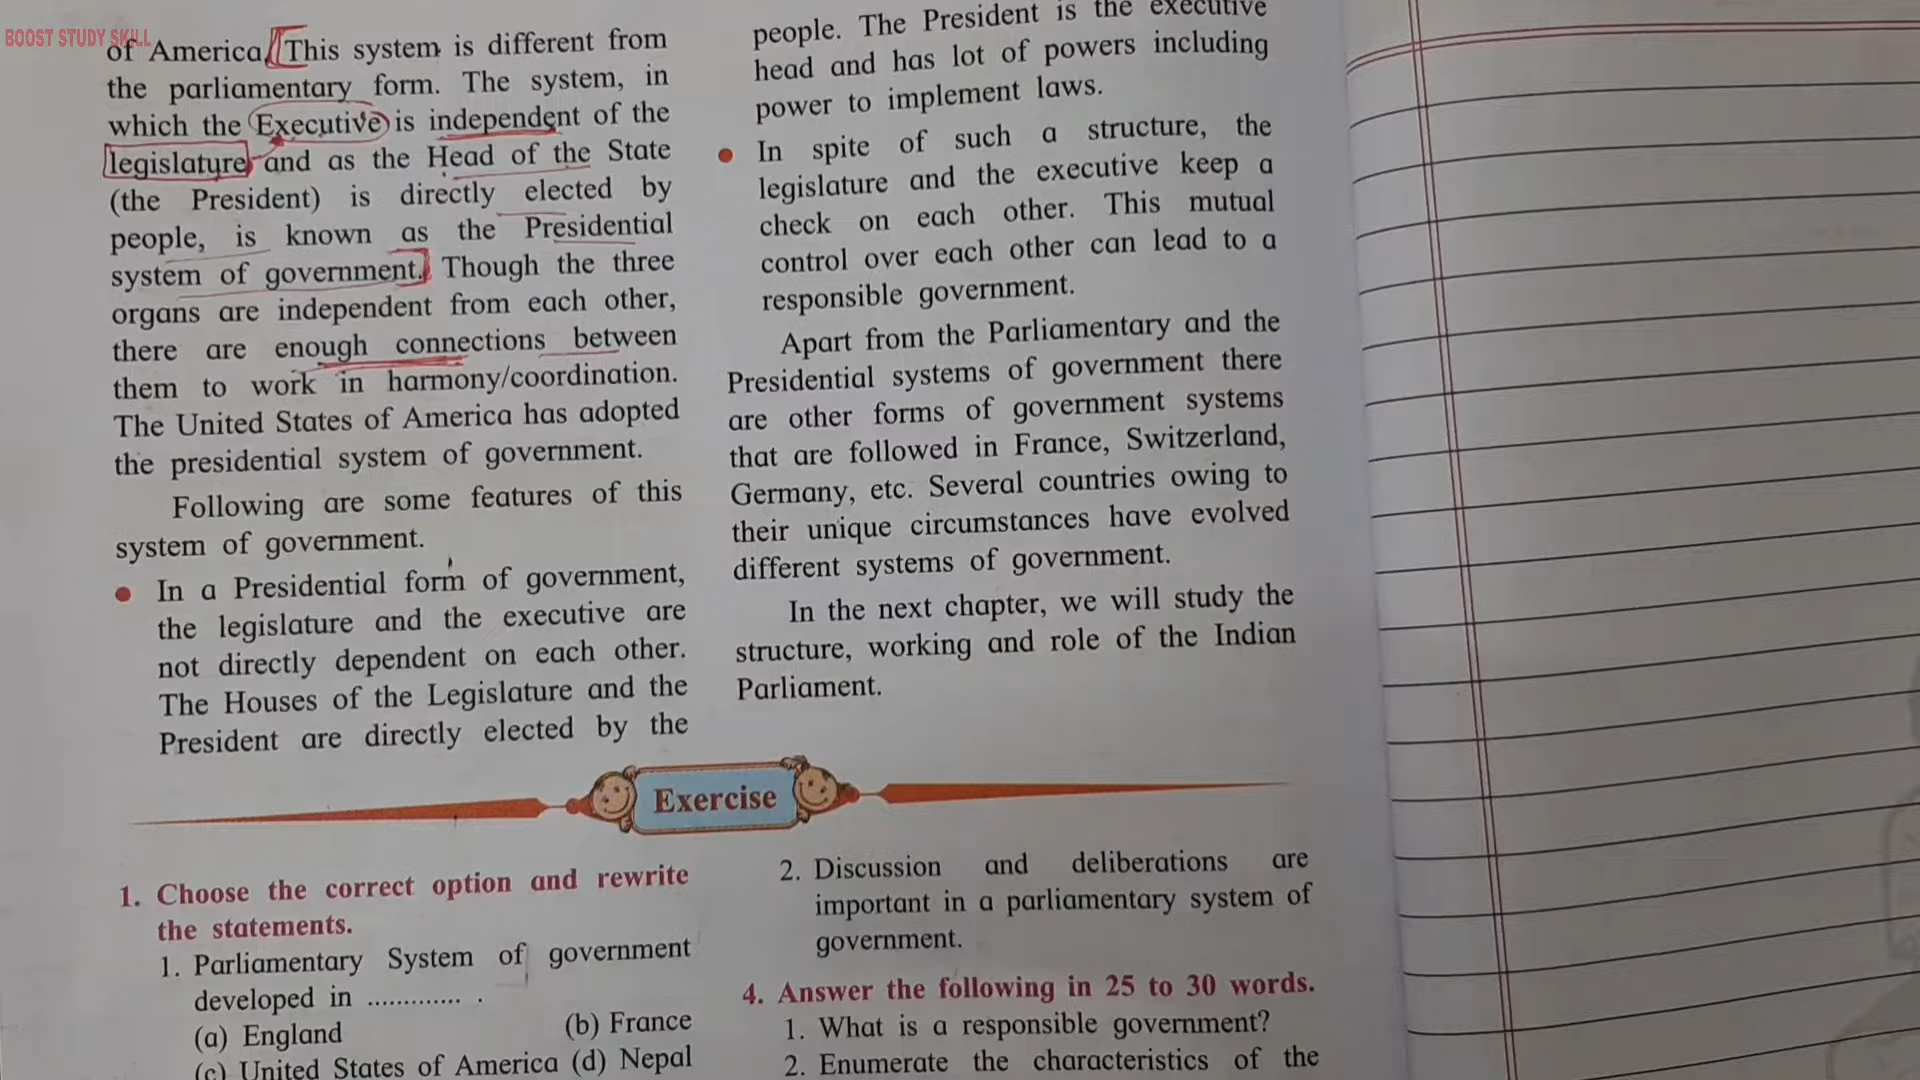 BOOST STUDY SKILL
of America. This system is different from
the parliamentary form. The system, in
which the Executive is independent of the
legislature and as the Head of the State
(the President) is directly elected by
people, is known as the Presidential
system of government. Though the three
organs are independent from each other,
there are enough connections between
them to work in harmony/coordination.
The United States of America has adopted
the presidential system of government.
Following are some features of this
system of government.
• In a Presidential form of government,
the legislature and the executive are
not directly dependent on each other.
The Houses of the Legislature and the
President are directly elected by the
people. The President is the executive
head and has lot of powers including
power to implement laws.
• In spite of such a structure, the
legislature and the executive keep a
check on each other. This mutual
control over each other can lead to a
responsible government.
Apart from the Parliamentary and the
Presidential systems of government there
are other forms of government systems
that are followed in France, Switzerland,
Germany, etc. Several countries owing to
their unique circumstances have evolved
different systems of government.
In the next chapter, we will study the
structure, working and role of the Indian
Parliament.
Exercise
1. Choose the correct option and rewrite
the statements.
1. Parliamentary System of government
developed in ............. .
(a) England (b) France
(c) United States of America (d) Nepal
2. Discussion and deliberations are
important in a parliamentary system of
government.
4. Answer the following in 25 to 30 words.
1. What is a responsible government?
2. Enumerate the characteristics of the